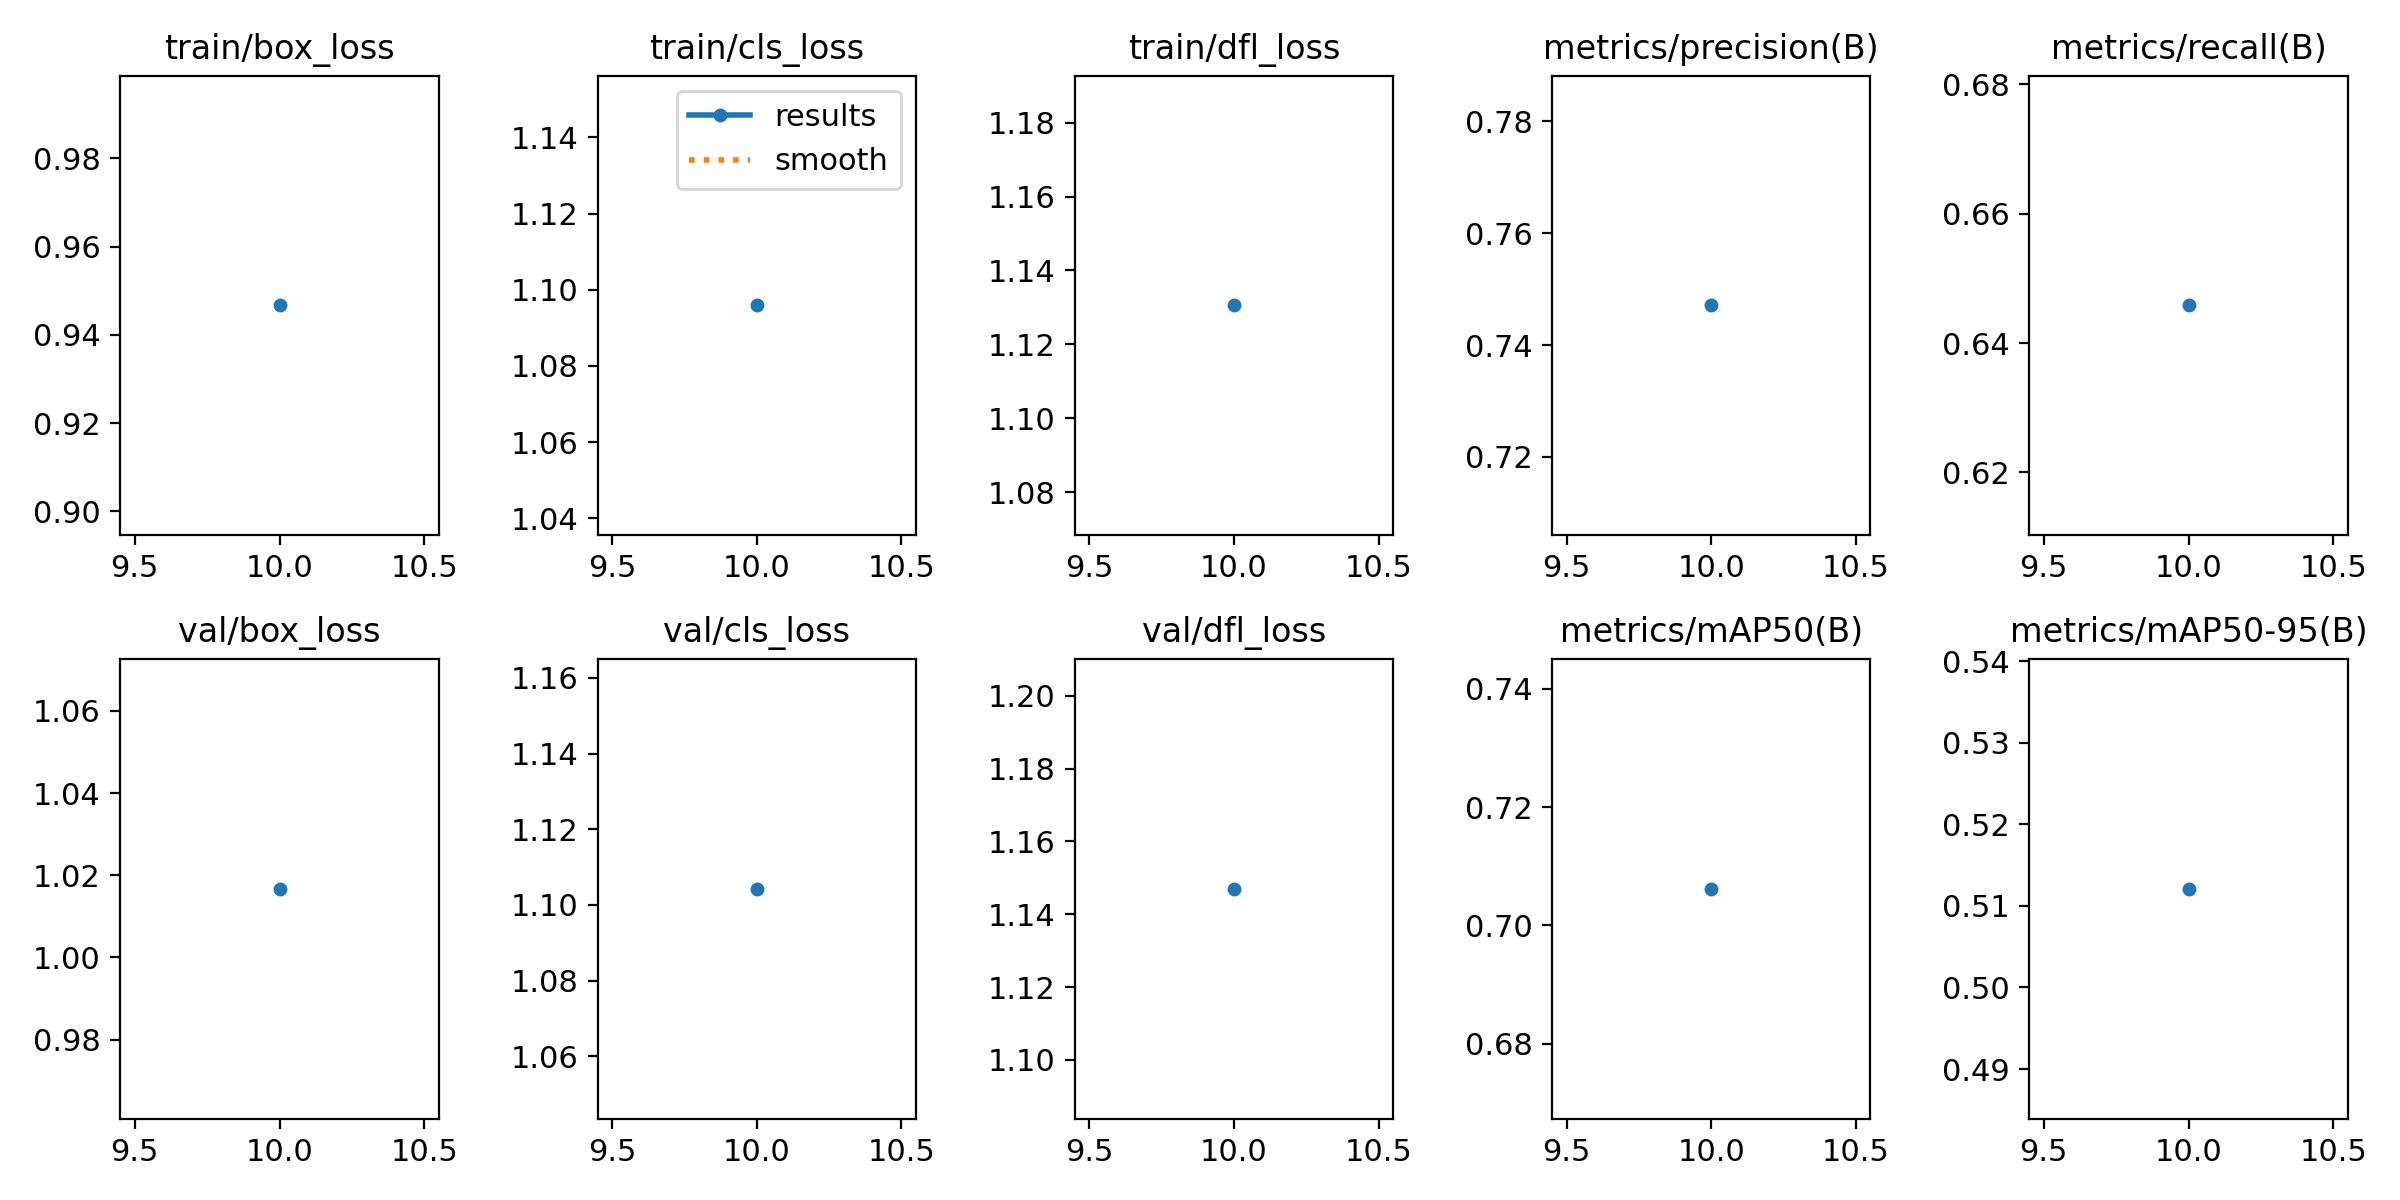 train/box_loss
0.98
0.96
0.94
0.92
0.90
9.5 10.0 10.5
train/cls_loss
results
smooth
1.14
1.12
1.10
1.08
1.06
1.04
9.5 10.0 10.5
train/dfl_loss
1.18
1.16
1.14
1.12
1.10
1.08
9.5 10.0 10.5
metrics/precision(B)
0.78
0.76
0.74
0.72
9.5 10.0 10.5
metrics/recall(B)
0.68
0.66
0.64
0.62
9.5 10.0 10.5
val/box_loss
1.06
1.04
1.02
1.00
0.98
9.5 10.0 10.5
val/cls_loss
1.16
1.14
1.12
1.10
1.08
1.06
9.5 10.0 10.5
val/dfl_loss
1.20
1.18
1.16
1.14
1.12
1.10
9.5 10.0 10.5
metrics/mAP50(B)
0.74
0.72
0.70
0.68
9.5 10.0 10.5
metrics/mAP50-95(B)
0.54
0.53
0.52
0.51
0.50
0.49
9.5 10.0 10.5